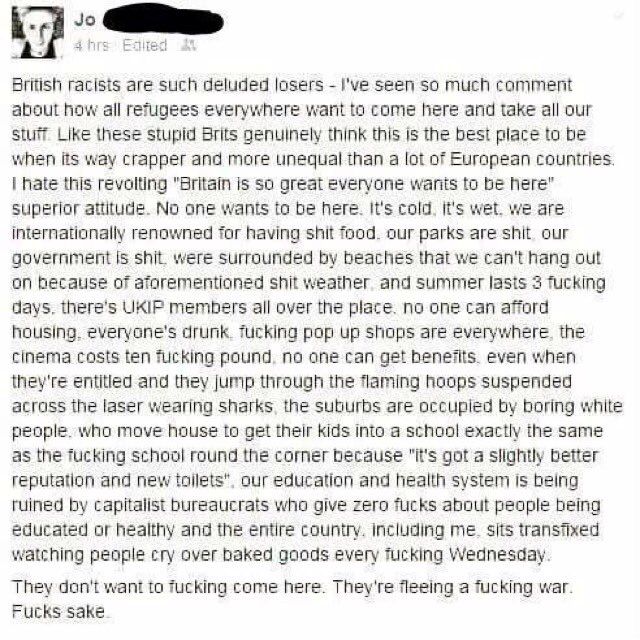 Jo
4 hrs · Edited
British racists are such deluded losers - I've seen so much comment
about how all refugees everywhere want to come here and take all our
stuff. Like these stupid Brits genuinely think this is the best place to be
when its way crapper and more unequal than a lot of European countries.
I hate this revolting "Britain is so great everyone wants to be here"
superior attitude. No one wants to be here. It's cold, it's wet, we are
internationally renowned for having shit food, our parks are shit, our
government is shit, were surrounded by beaches that we can't hang out
on because of aforementioned shit weather, and summer lasts 3 fucking
days, there's UKIP members all over the place, no one can afford
housing, everyone's drunk, fucking pop up shops are everywhere, the
cinema costs ten fucking pound, no one can get benefits, even when
they're entitled and they jump through the flaming hoops suspended
across the laser wearing sharks, the suburbs are occupied by boring white
people, who move house to get their kids into a school exactly the same
as the fucking school round the corner because "it's got a slightly better
reputation and new toilets", our education and health system is being
ruined by capitalist bureaucrats who give zero fucks about people being
educated or healthy and the entire country, including me, sits transfixed
watching people cry over baked goods every fucking Wednesday.
They don't want to fucking come here. They're fleeing a fucking war.
Fucks sake.